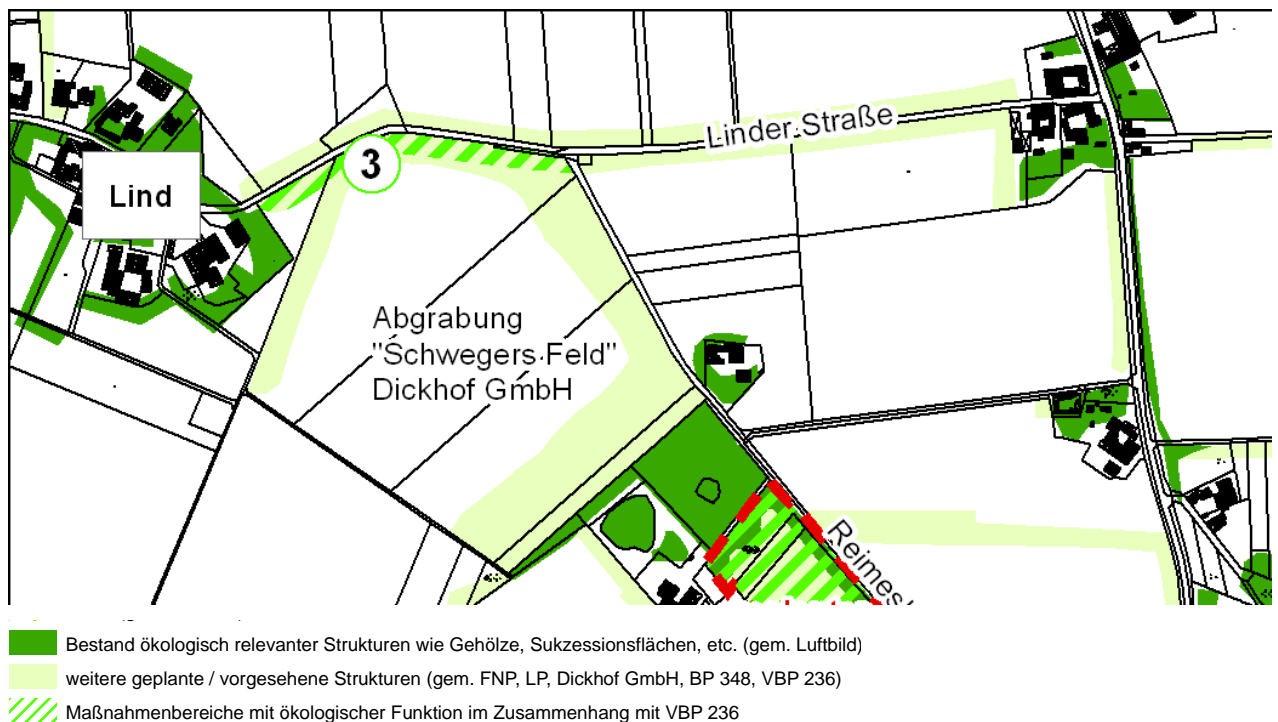 Linder Straße
3
Lind
Abgrabung
"Schwegers Feld"
Dickhof GmbH
Bestand ökologisch relevanter Strukturen wie Gehölze, Sukzessionsflächen, etc. (gem. Luftbild)
weitere geplante / vorgesehene Strukturen (gem. FNP, LP, Dickhof GmbH, BP 348, VBP 236)
Maßnahmenbereiche mit ökologischer Funktion im Zusammenhang mit VBP 236